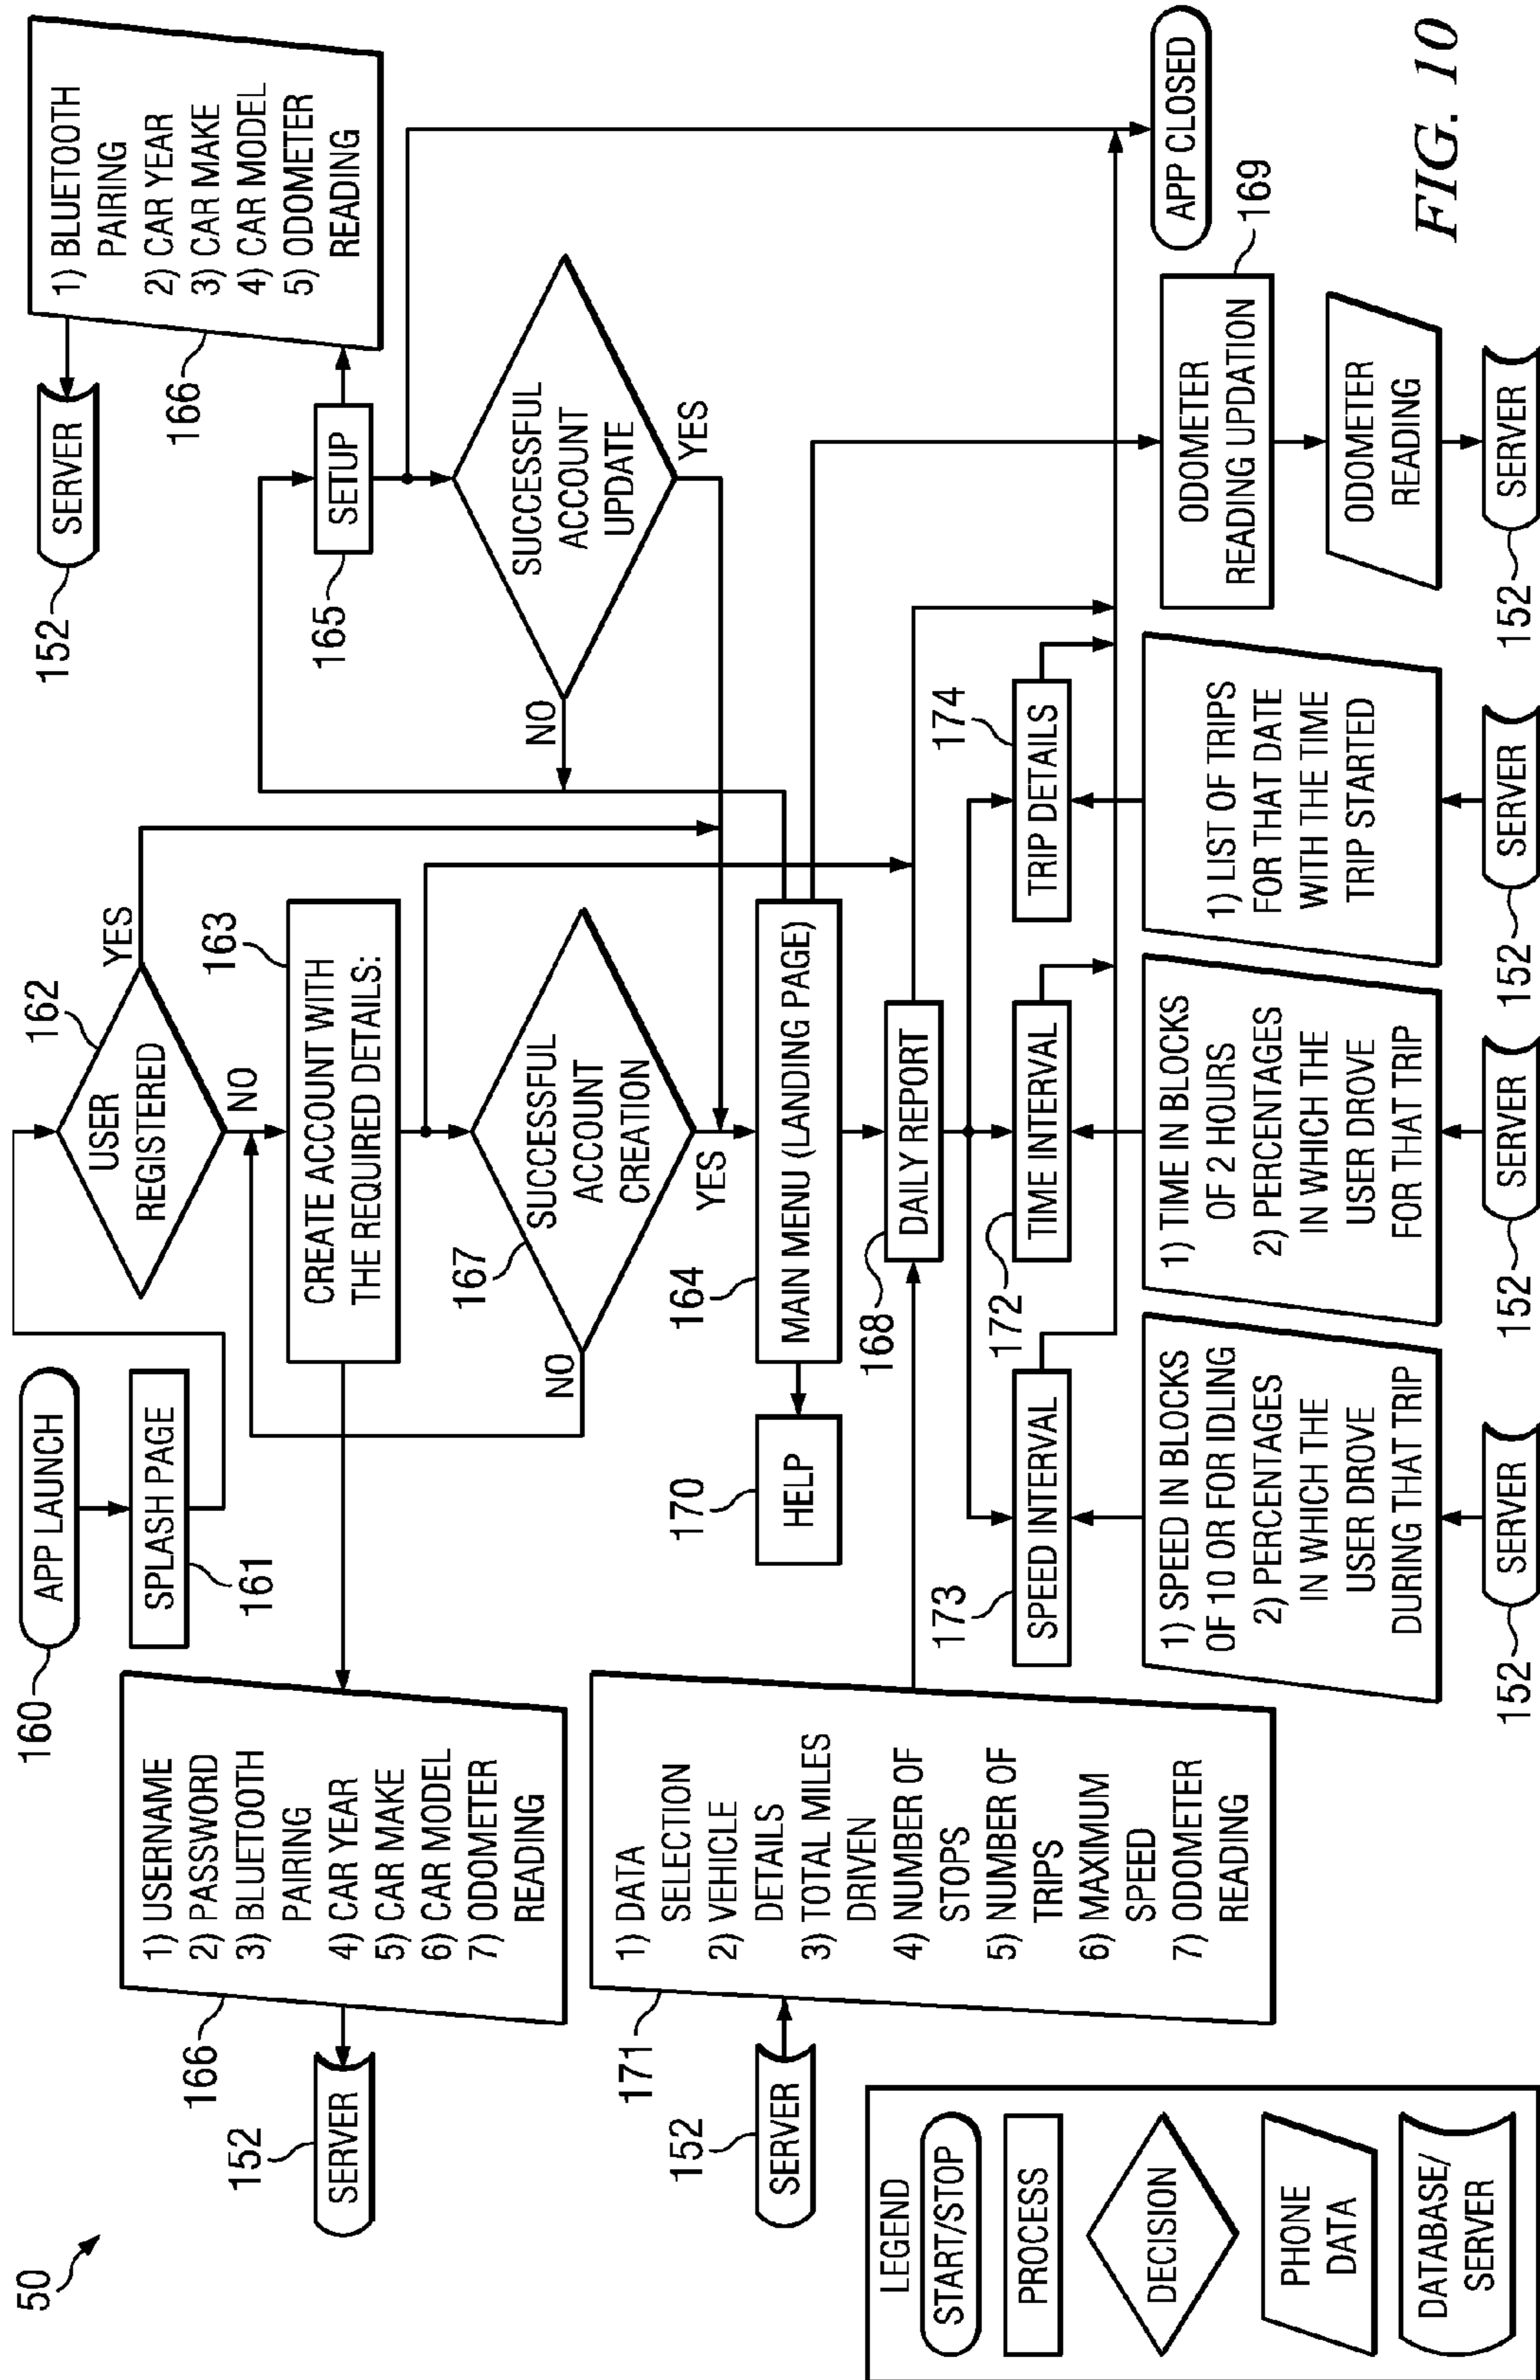 50
160
APP LAUNCH
SPLASH PAGE
161
162
USER
REGISTERED
YES
NO
163
CREATE ACCOUNT WITH
THE REQUIRED DETAILS:
166
1) USERNAME
2) PASSWORD
3) BLUETOOTH
PAIRING
4) CAR YEAR
5) CAR MAKE
6) CAR MODEL
7) ODOMETER
READING
152
SERVER
167
SUCCESSFUL
ACCOUNT
CREATION
NO
YES
152
SERVER
166
1) BLUETOOTH
PAIRING
2) CAR YEAR
3) CAR MAKE
4) CAR MODEL
5) ODOMETER
READING
165
SETUP
SUCCESSFUL
ACCOUNT
UPDATE
NO
YES
164
MAIN MENU (LANDING PAGE)
170
HELP
168
DAILY REPORT
171
1) DATA
SELECTION
2) VEHICLE
DETAILS
3) TOTAL MILES
DRIVEN
4) NUMBER OF
STOPS
5) NUMBER OF
TRIPS
6) MAXIMUM
SPEED
7) ODOMETER
READING
152
SERVER
173
SPEED INTERVAL
172
TIME INTERVAL
174
TRIP DETAILS
1) SPEED IN BLOCKS
OF 10 OR FOR IDLING
2) PERCENTAGES
IN WHICH THE
USER DROVE
DURING THAT TRIP
152
SERVER
1) TIME IN BLOCKS
OF 2 HOURS
2) PERCENTAGES
IN WHICH THE
USER DROVE
FOR THAT TRIP
152
SERVER
1) LIST OF TRIPS
FOR THAT DATE
WITH THE TIME
TRIP STARTED
152
SERVER
APP CLOSED
169
ODOMETER
READING UPDATION
ODOMETER
READING
152
SERVER
LEGEND
START/STOP
PROCESS
DECISION
PHONE
DATA
DATABASE/
SERVER
FIG. 10